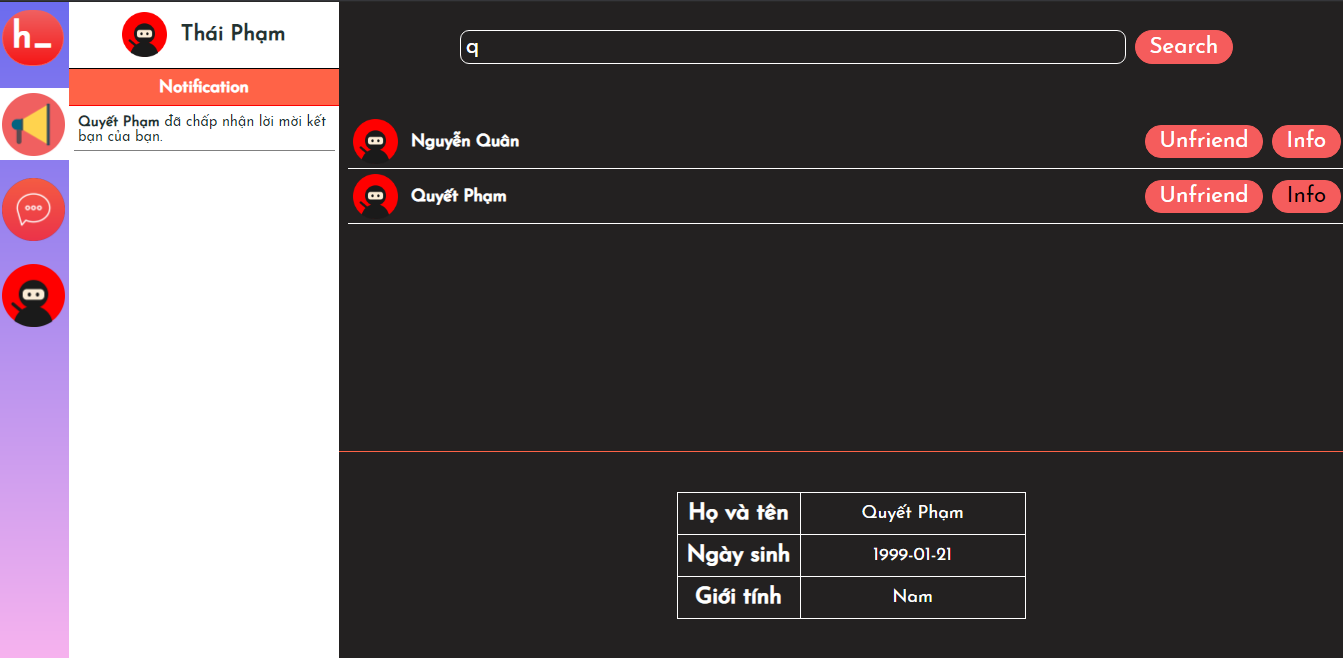 h_
Thái Phạm
Notification
Quyết Phạm đã chấp nhận lời mời kết
bạn của bạn.
q
Search
Nguyễn Quân
Unfriend
Info
Quyết Phạm
Unfriend
Info
Họ và tên
Quyết Phạm
Ngày sinh
1999-01-21
Giới tính
Nam